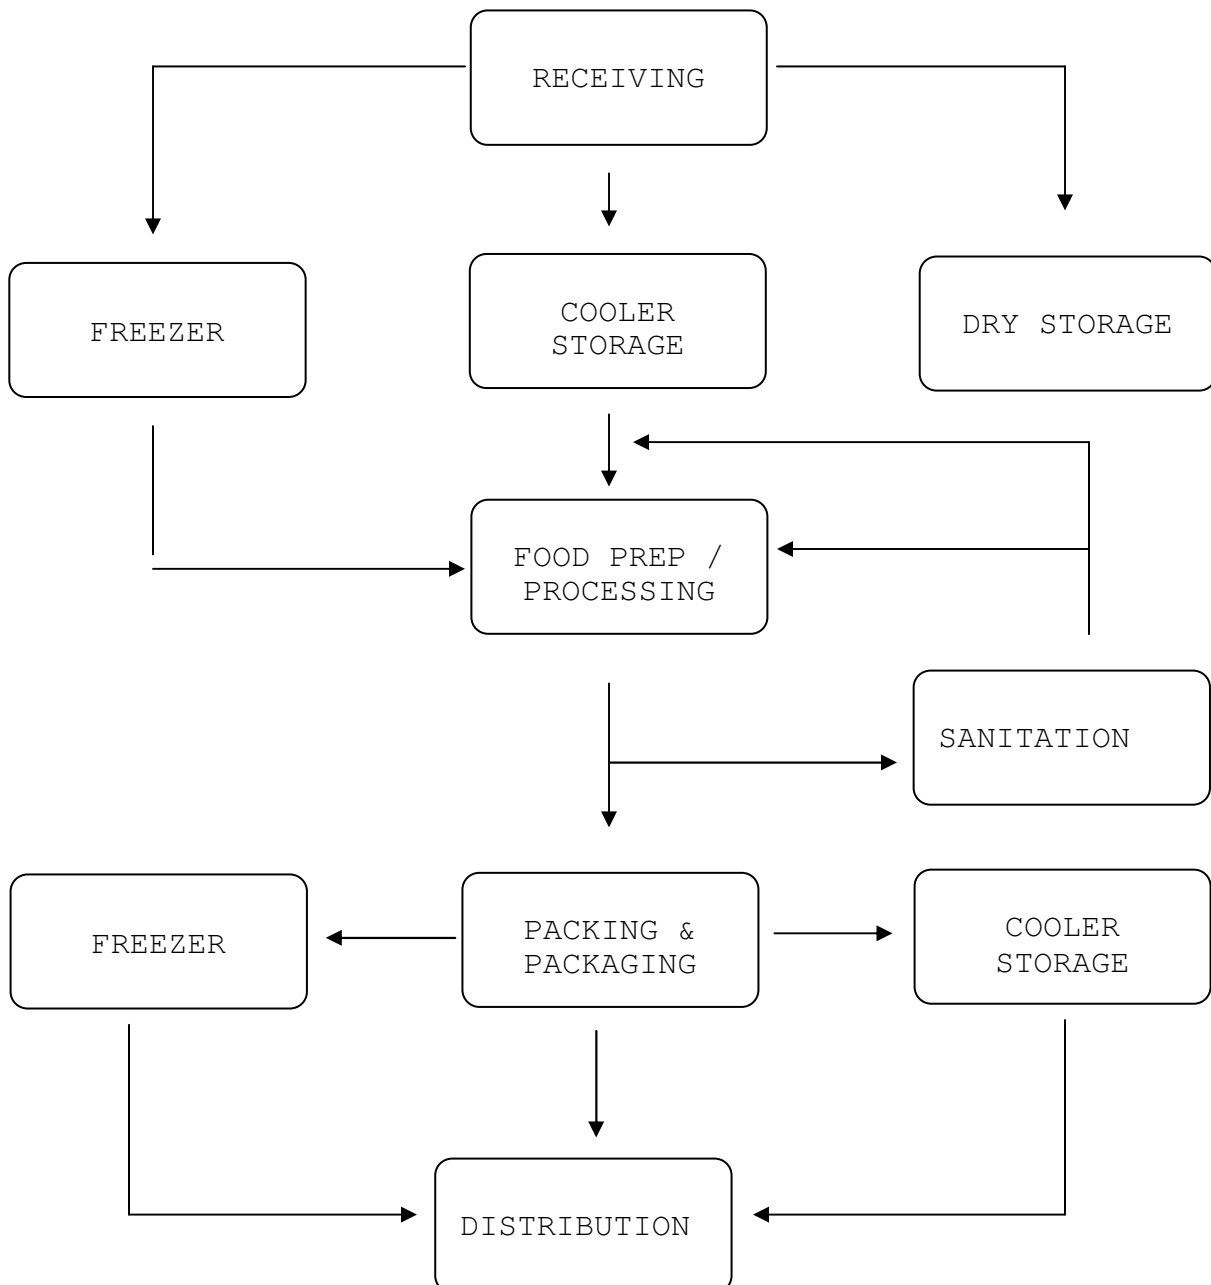 RECEIVING
FREEZER
COOLER
STORAGE
DRY STORAGE
FOOD PREP /
PROCESSING
SANITATION
FREEZER
PACKING &
PACKAGING
COOLER
STORAGE
DISTRIBUTION